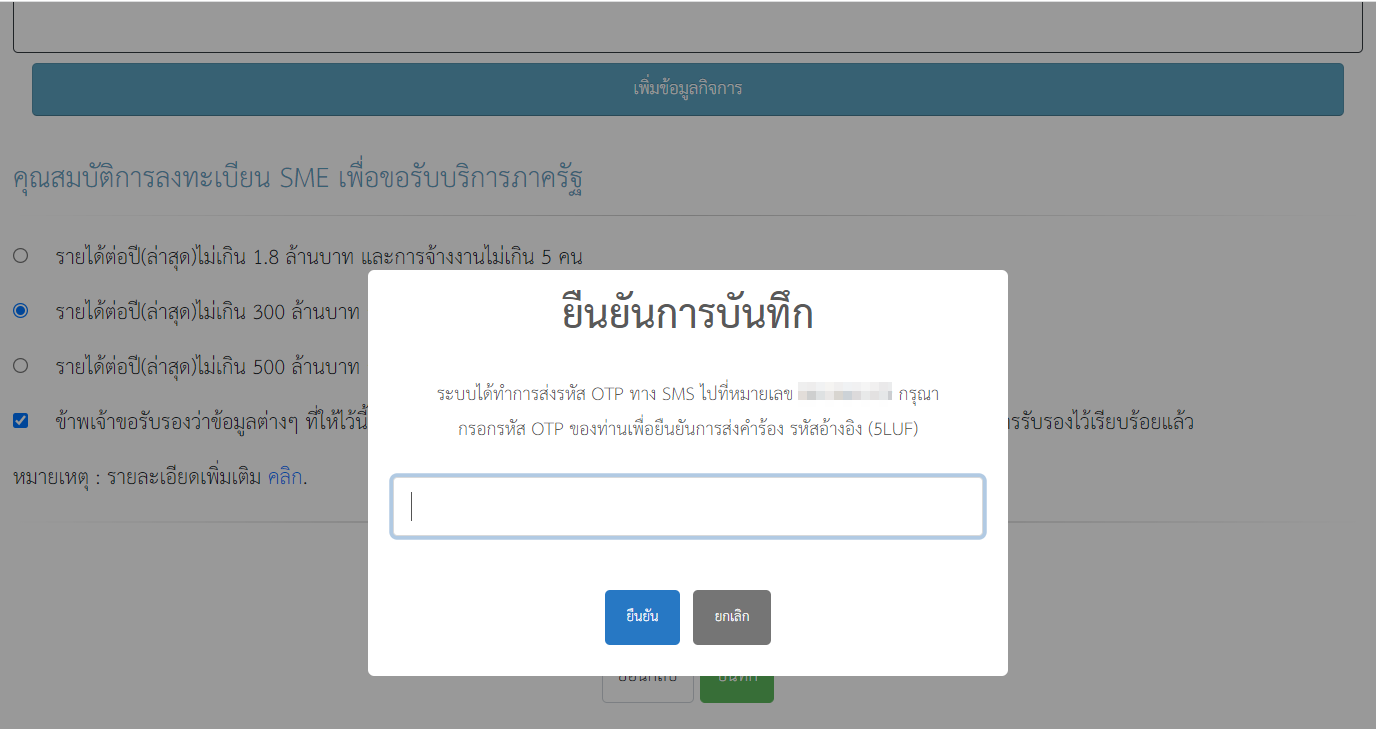 เพิ่มข้อมูลกิจการ
คุณสมบัติการลงทะเบียน SME เพื่อขอรับบริการภาครัฐ
รายได้ต่อปี(ล่าสุด)ไม่เกิน 1.8 ล้านบาท และการจ้างงานไม่เกิน 5 คน
รายได้ต่อปี(ล่าสุด)ไม่เกิน 300 ล้านบาท
รายได้ต่อปี(ล่าสุด)ไม่เกิน 500 ล้านบาท
ข้าพเจ้าขอรับรองว่าข้อมูลต่างๆ ที่ให้ไว้นี้ ารรับรองไว้เรียบร้อยแล้ว
หมายเหตุ : รายละเอียดเพิ่มเติม คลิก.
ยืนยันการบันทึก
ระบบได้ทำการส่งรหัส OTP ทาง SMS ไปที่หมายเลข กรุณา
กรอกรหัส OTP ของท่านเพื่อยืนยันการส่งคำร้อง รหัสอ้างอิง (5LUF)
ยืนยัน ยกเลิก